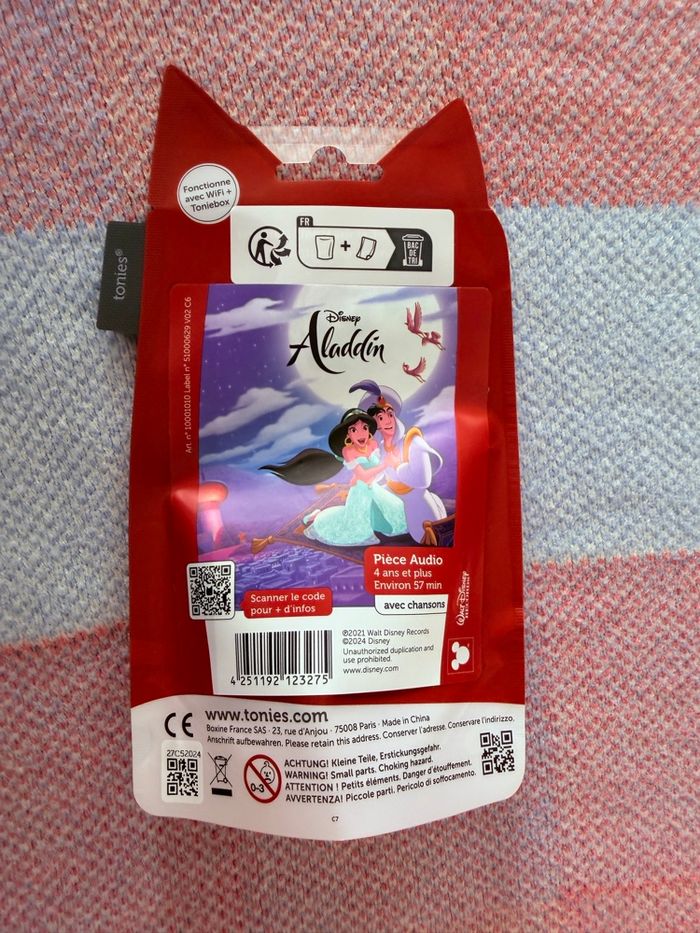 Fonctionne
avec WiFi +
Toniebox
FR
+
BAC
DE
TRI
tonies®
Art. n° 10001010 Label n° 51000629 V02 C6
Disney
Aladdin
Pièce Audio
4 ans et plus
Environ 57 min
avec chansons
Scanner le code
pour + d'infos
Walt Disney
RECORDS
4 251192 123275
℗2021 Walt Disney Records
©2024 Disney
Unauthorized duplication and
use prohibited.
www.disney.com
CE
www.tonies.com
Boxine France SAS · 23, rue d'Anjou · 75008 Paris · Made in China
Anschrift aufbewahren. Please retain this address. Conserver l'adresse. Conservare l'indirizzo.
27CS2024
0-3
ACHTUNG! Kleine Teile, Erstickungsgefahr.
WARNING! Small parts. Choking hazard.
ATTENTION ! Petits éléments. Danger d'étouffement.
AVVERTENZA! Piccole parti. Pericolo di soffocamento.
C7